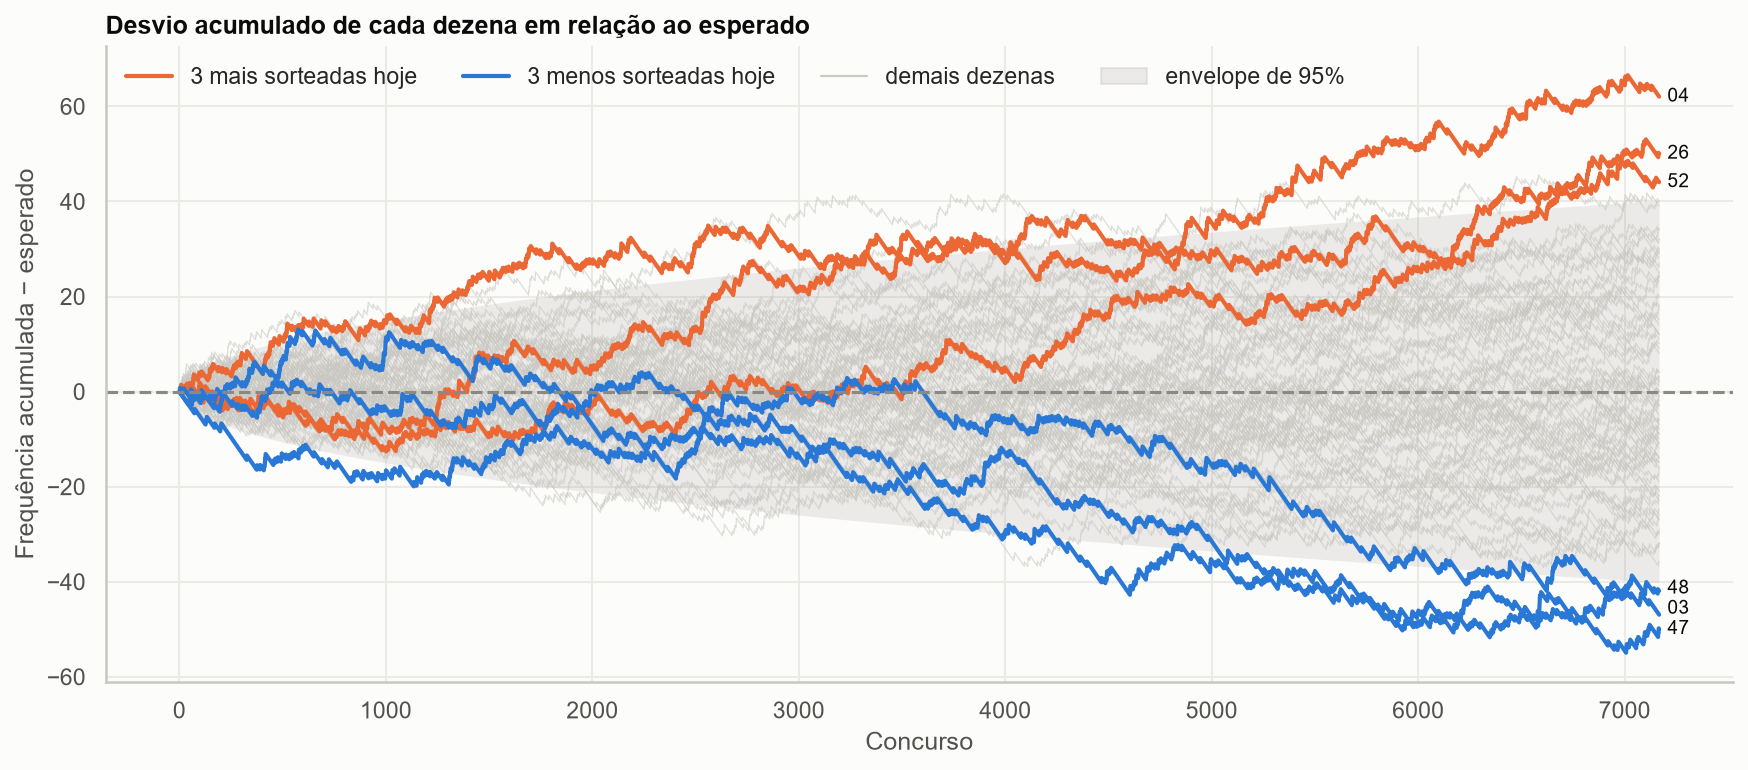 Desvio acumulado de cada dezena em relação ao esperado
3 mais sorteadas hoje 3 menos sorteadas hoje demais dezenas envelope de 95%
Frequência acumulada − esperado
60
40
20
0
−20
−40
−60
04
26
52
48
03
47
0 1000 2000 3000 4000 5000 6000 7000
Concurso